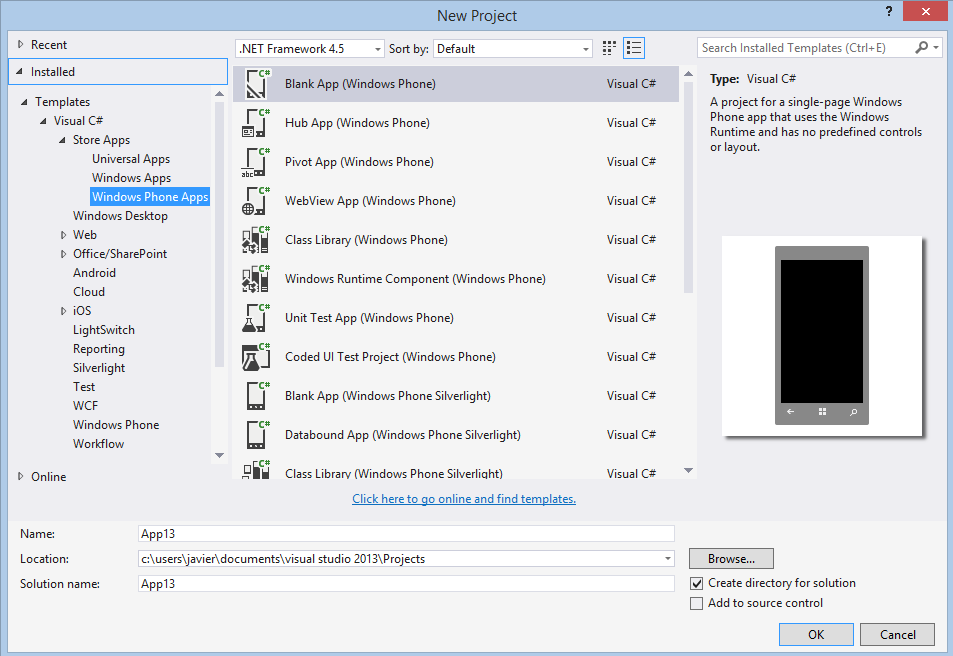 New Project
?
Recent
Installed
Templates
Visual C#
Store Apps
Universal Apps
Windows Apps
Windows Phone Apps
Windows Desktop
Web
Office/SharePoint
Android
Cloud
iOS
LightSwitch
Reporting
Silverlight
Test
WCF
Windows Phone
Workflow
Online
.NET Framework 4.5
Sort by: Default
C# Blank App (Windows Phone) Visual C#
C# Hub App (Windows Phone) Visual C#
C# abc Pivot App (Windows Phone) Visual C#
C# WebView App (Windows Phone) Visual C#
C# Class Library (Windows Phone) Visual C#
C# Windows Runtime Component (Windows Phone) Visual C#
C# Unit Test App (Windows Phone) Visual C#
C# Coded UI Test Project (Windows Phone) Visual C#
C# Blank App (Windows Phone Silverlight) Visual C#
C# Databound App (Windows Phone Silverlight) Visual C#
C# Class Library (Windows Phone Silverlight) Visual C#
Click here to go online and find templates.
Search Installed Templates (Ctrl+E)
Type: Visual C#
A project for a single-page Windows
Phone app that uses the Windows
Runtime and has no predefined controls
or layout.
Name: App13
Location: c:\users\javier\documents\visual studio 2013\Projects
Browse...
Solution name: App13
Create directory for solution
Add to source control
OK
Cancel